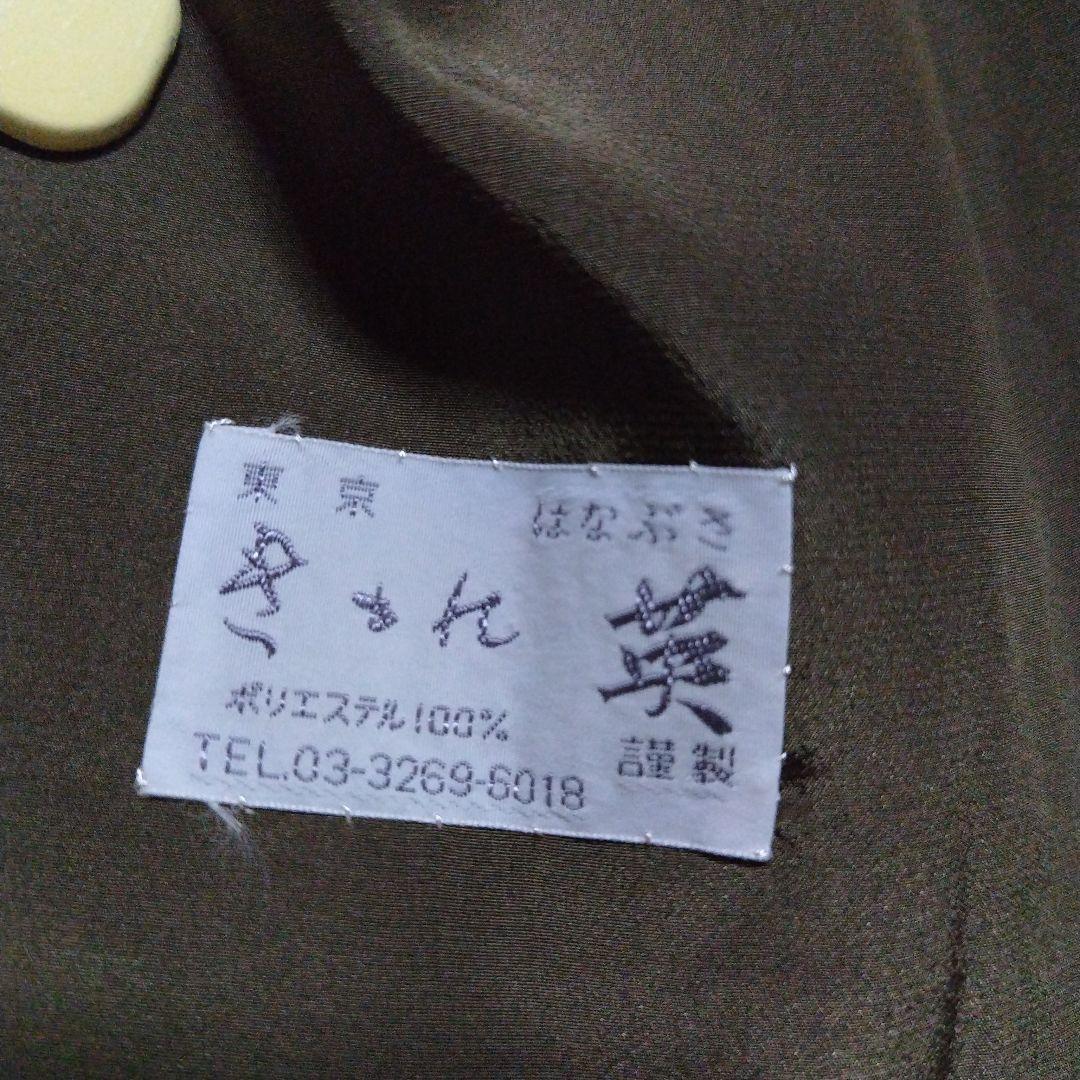 東京
はなぶさ
きもの 英
ポリエステル100%
謹製
TEL.03-3269-6018